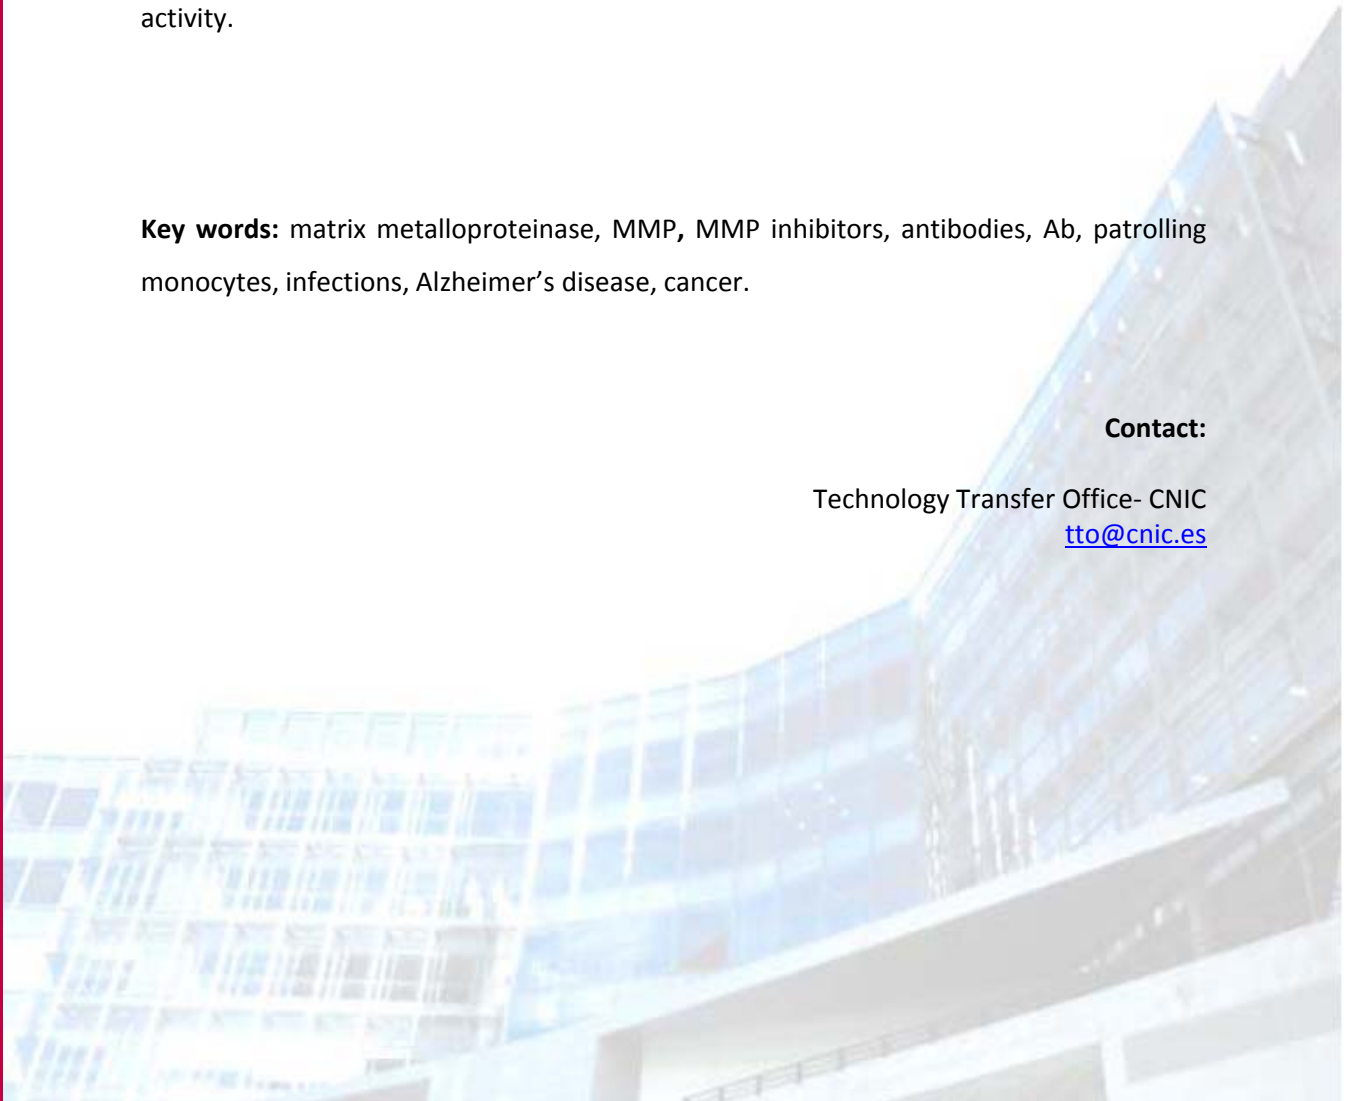 activity.
Key words: matrix metalloproteinase, MMP, MMP inhibitors, antibodies, Ab, patrolling
monocytes, infections, Alzheimer’s disease, cancer.
Contact:
Technology Transfer Office- CNIC
tto@cnic.es